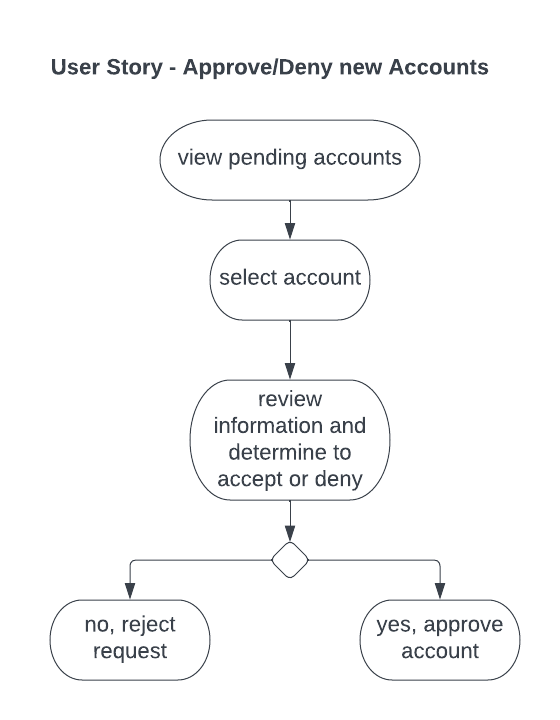 User Story - Approve/Deny new Accounts
view pending accounts
select account
review
information and
determine to
accept or deny
no, reject
request
yes, approve
account